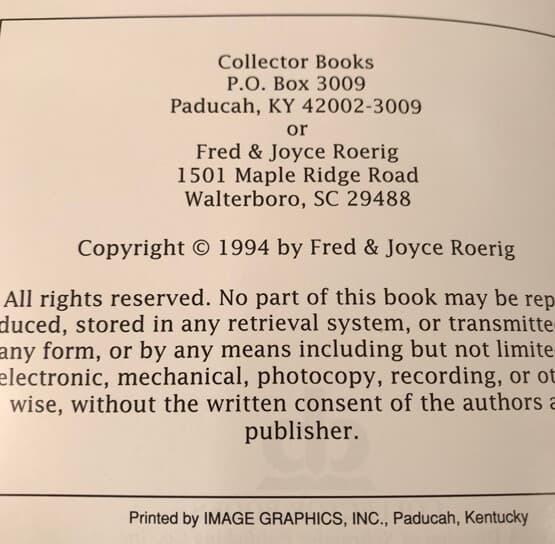 Collector Books
P.O. Box 3009
Paducah, KY 42002-3009
or
Fred & Joyce Roerig
1501 Maple Ridge Road
Walterboro, SC 29488
Copyright © 1994 by Fred & Joyce Roerig
All rights reserved. No part of this book may be rep
duced, stored in any retrieval system, or transmitte
any form, or by any means including but not limite
electronic, mechanical, photocopy, recording, or ot
wise, without the written consent of the authors a
publisher.
Printed by IMAGE GRAPHICS, INC., Paducah, Kentucky